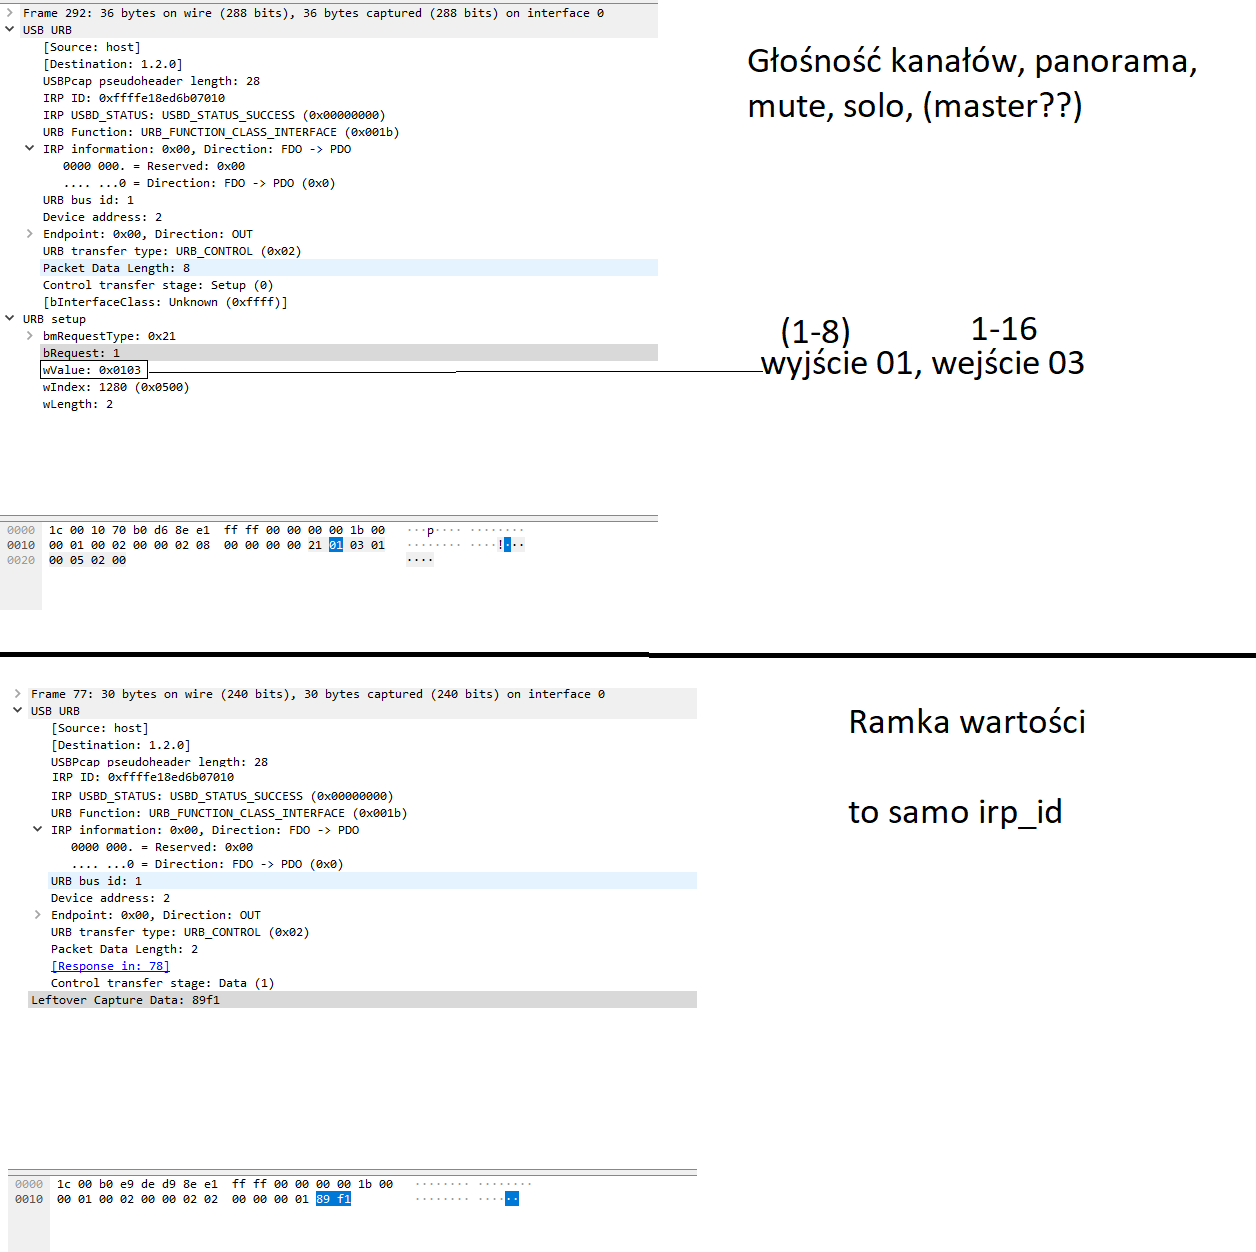 Frame 292: 36 bytes on wire (288 bits), 36 bytes captured (288 bits) on interface 0
USB URB
[Source: host]
[Destination: 1.2.0]
USBPcap pseudoheader length: 28
IRP ID: 0xffffe18ed6b07010
IRP USBD_STATUS: USBD_STATUS_SUCCESS (0x00000000)
URB Function: URB_FUNCTION_CLASS_INTERFACE (0x001b)
IRP information: 0x00, Direction: FDO -> PDO
0000 000. = Reserved: 0x00
.... ...0 = Direction: FDO -> PDO (0x0)
URB bus id: 1
Device address: 2
Endpoint: 0x00, Direction: OUT
URB transfer type: URB_CONTROL (0x02)
Packet Data Length: 8
Control transfer stage: Setup (0)
[bInterfaceClass: Unknown (0xffff)]
URB setup
bmRequestType: 0x21
bRequest: 1
wValue: 0x0103
wIndex: 1280 (0x0500)
wLength: 2
Głośność kanałów, panorama,
mute, solo, (master??)
(1-8) 1-16
wyjście 01, wejście 03
0000 1c 00 10 70 b0 d6 8e e1 ff ff 00 00 00 00 1b 00 ···p···· ········
0010 00 01 00 02 00 00 02 08 00 00 00 00 21 01 03 01 ········ ····!···
0020 00 05 02 00 ····
Frame 77: 30 bytes on wire (240 bits), 30 bytes captured (240 bits) on interface 0
USB URB
[Source: host]
[Destination: 1.2.0]
USBPcap pseudoheader length: 28
IRP ID: 0xffffe18ed6b07010
IRP USBD_STATUS: USBD_STATUS_SUCCESS (0x00000000)
URB Function: URB_FUNCTION_CLASS_INTERFACE (0x001b)
IRP information: 0x00, Direction: FDO -> PDO
0000 000. = Reserved: 0x00
.... ...0 = Direction: FDO -> PDO (0x0)
URB bus id: 1
Device address: 2
Endpoint: 0x00, Direction: OUT
URB transfer type: URB_CONTROL (0x02)
Packet Data Length: 2
[Response in: 78]
Control transfer stage: Data (1)
Leftover Capture Data: 89f1
Ramka wartości
to samo irp_id
0000 1c 00 b0 e9 de d9 8e e1 ff ff 00 00 00 00 1b 00 ········ ········
0010 00 01 00 02 00 00 02 02 00 00 00 01 89 f1 ········ ······